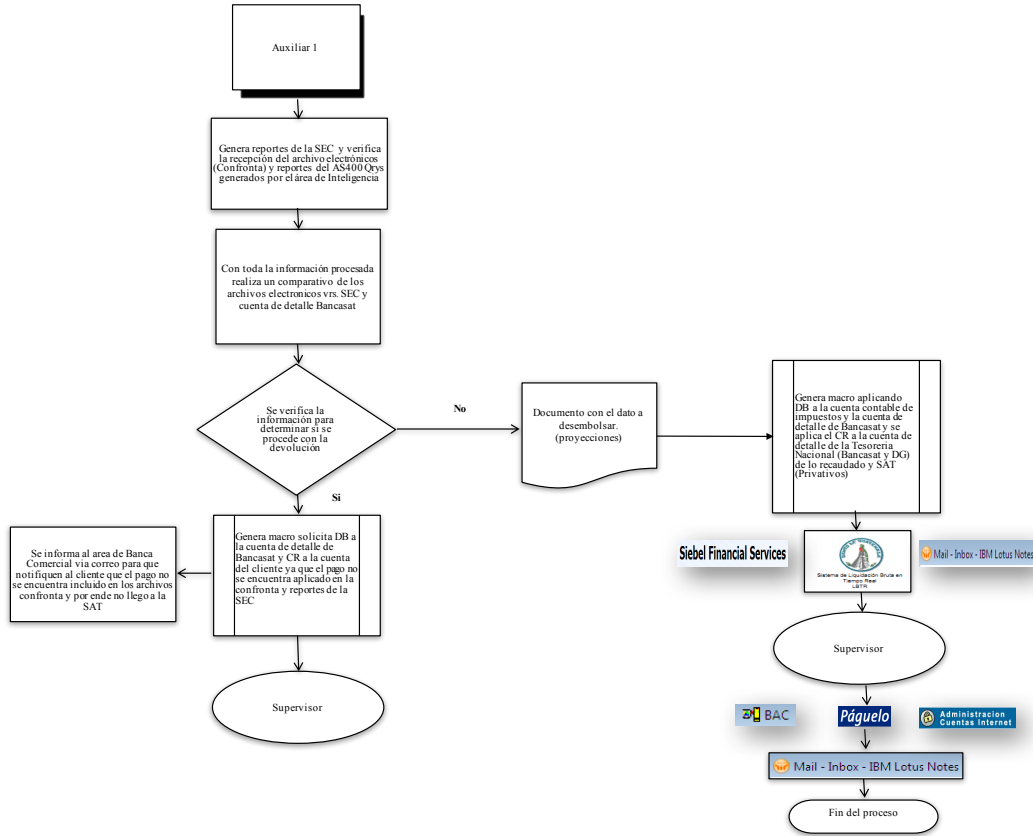 Auxiliar 1
Genera reportes de la SEC y verifica
la recepción del archivo electrónicos
(Confronta) y reportes del AS400 Qrys
generados por el área de Inteligencia
Con toda la información procesada
realiza un comparativo de los
archivos electronicos vrs. SEC y
cuenta de detalle Bancasat
Se verifica la
información para
determinar si se
procede con la
devolución
No
Si
Documento con el dato a
desembolsar.
(proyecciones)
Genera macro aplicando
DB a la cuenta contable de
impuestos y la cuenta de
detalle de Bancasat y se
aplica el CR a la cuenta de
detalle de la Tesoreria
Nacional (Bancasat y DG)
de lo recaudado y SAT
(Privativos)
Se informa al area de Banca
Comercial via correo para que
notifiquen al cliente que el pago no
se encuentra incluido en los archivos
confronta y por ende no llego a la
SAT
Genera macro solicita DB a
la cuenta de detalle de
Bancasat y CR a la cuenta
del cliente ya que el pago no
se encuentra aplicado en la
confronta y reportes de la
SEC
Supervisor
Siebel Financial Services
Sistema de Liquidación Bruta en
Tiempo Real
LBTR
Mail - Inbox - IBM Lotus Notes
Supervisor
BAC
Páguelo
Administracion
Cuentas Internet
Mail - Inbox - IBM Lotus Notes
Fin del proceso